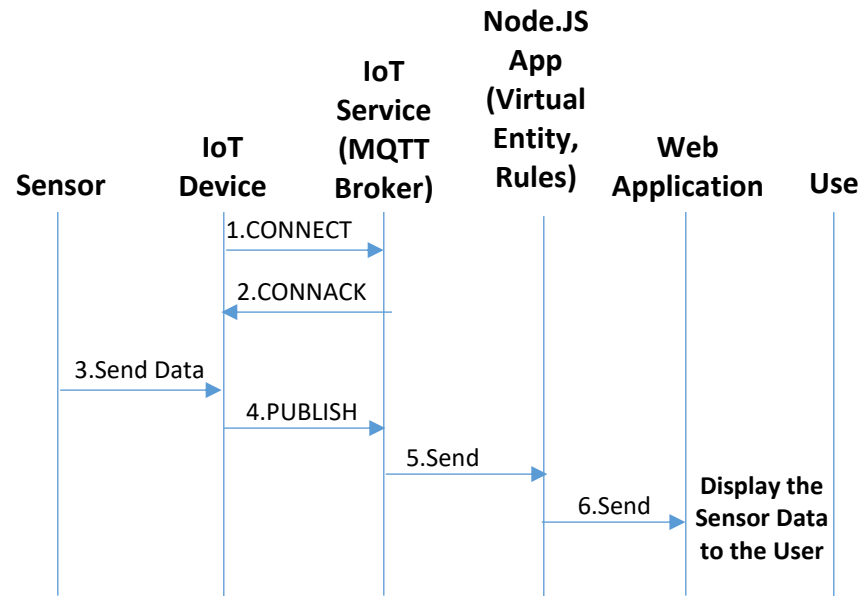 Sensor
IoT
Device
IoT
Service
(MQTT
Broker)
Node.JS
App
(Virtual
Entity,
Rules)
Web
Application
Use
1.CONNECT
2.CONNACK
3.Send Data
4.PUBLISH
5.Send
6.Send
Display the
Sensor Data
to the User